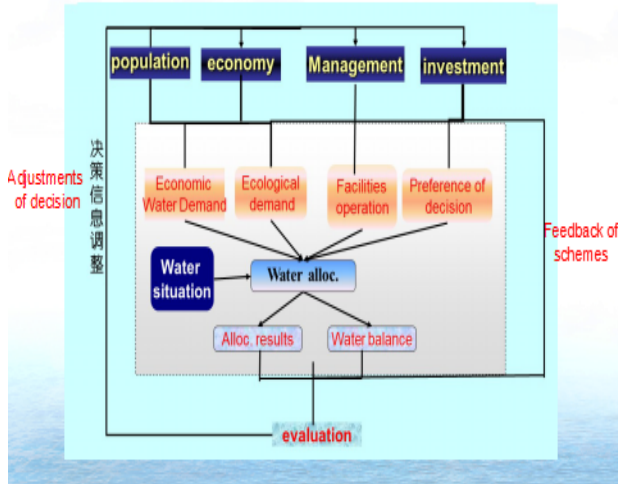 population
economy
Management
investment
决策信息调整
Adjustments
of decision
Economic
Water Demand
Ecological
demand
Facilities
operation
Preference of
decision
Feedback of
schemes
Water
situation
Water alloc.
Alloc. results
Water balance
evaluation